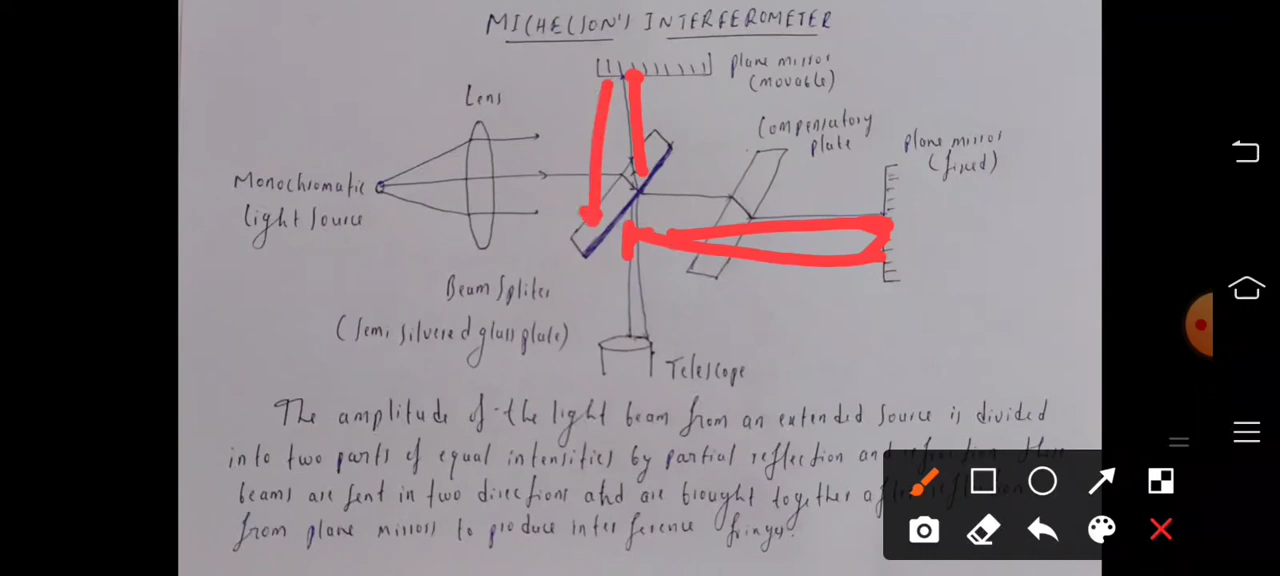 MICHELSON'S INTERFEROMETER
plane mirror
(movable)
Lens
Compensatory
plate
plane mirror
(fixed)
Monochromatic
light source
Beam Spliter
(Semi silvered glass plate)
Telescope
The amplitude of the light beam from an extended source is divided
into two parts of equal intensities by partial reflection and
beams are sent in two directions and are brought together
from plane mirrors to produce interference fringes.